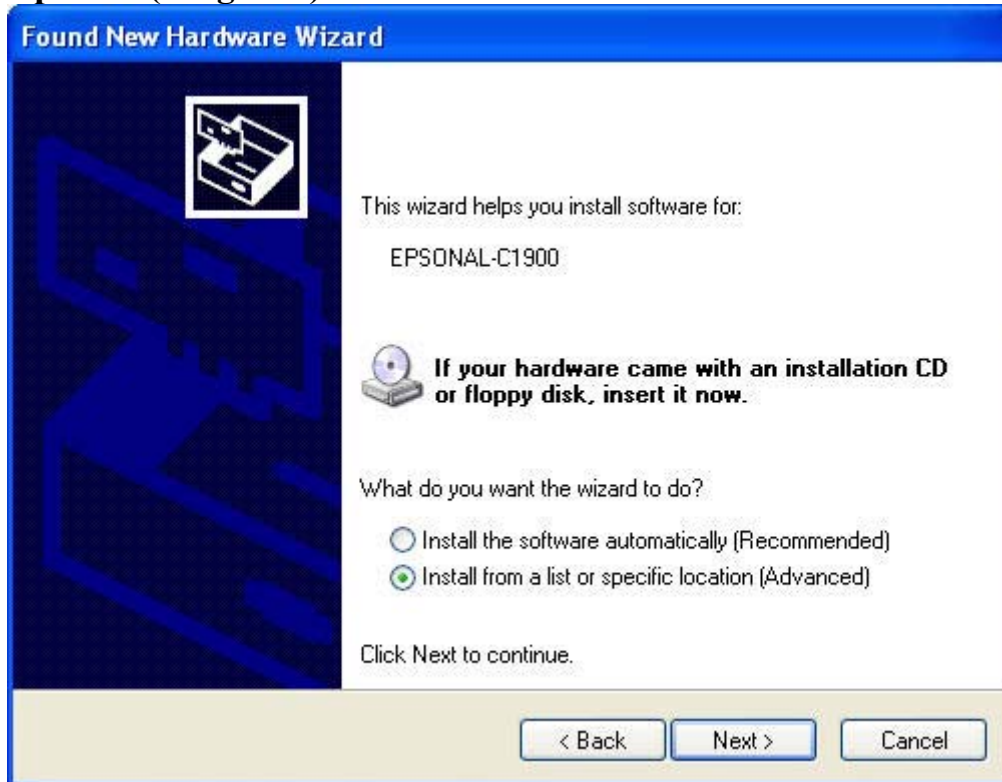 Found New Hardware Wizard
This wizard helps you install software for:
EPSONAL-C1900
If your hardware came with an installation CD
or floppy disk, insert it now.
What do you want the wizard to do?
Install the software automatically (Recommended)
Install from a list or specific location (Advanced)
Click Next to continue.
< Back
Next >
Cancel